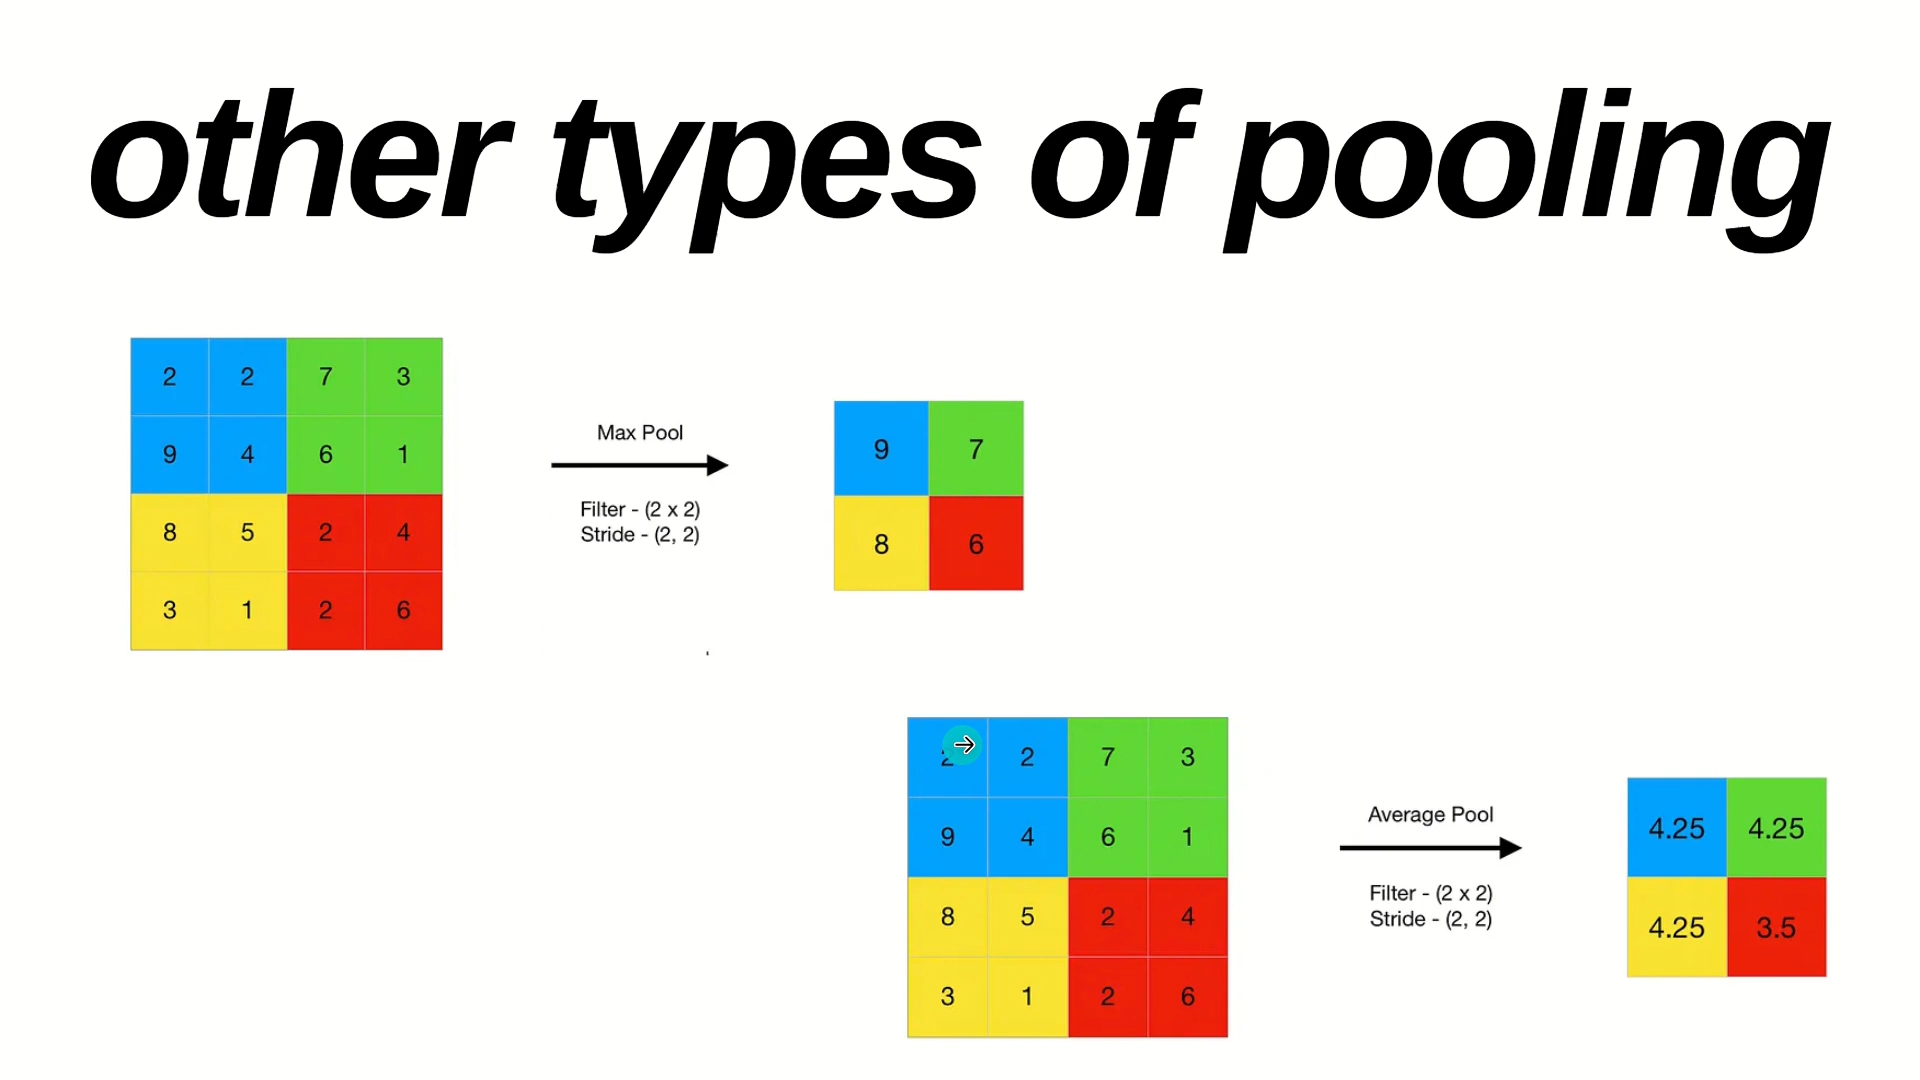 other types of pooling
2 2 7 3
9 4 6 1
8 5 2 4
3 1 2 6
Max Pool
Filter - (2 x 2)
Stride - (2, 2)
9 7
8 6
2 2 7 3
9 4 6 1
8 5 2 4
3 1 2 6
Average Pool
Filter - (2 x 2)
Stride - (2, 2)
4.25 4.25
4.25 3.5